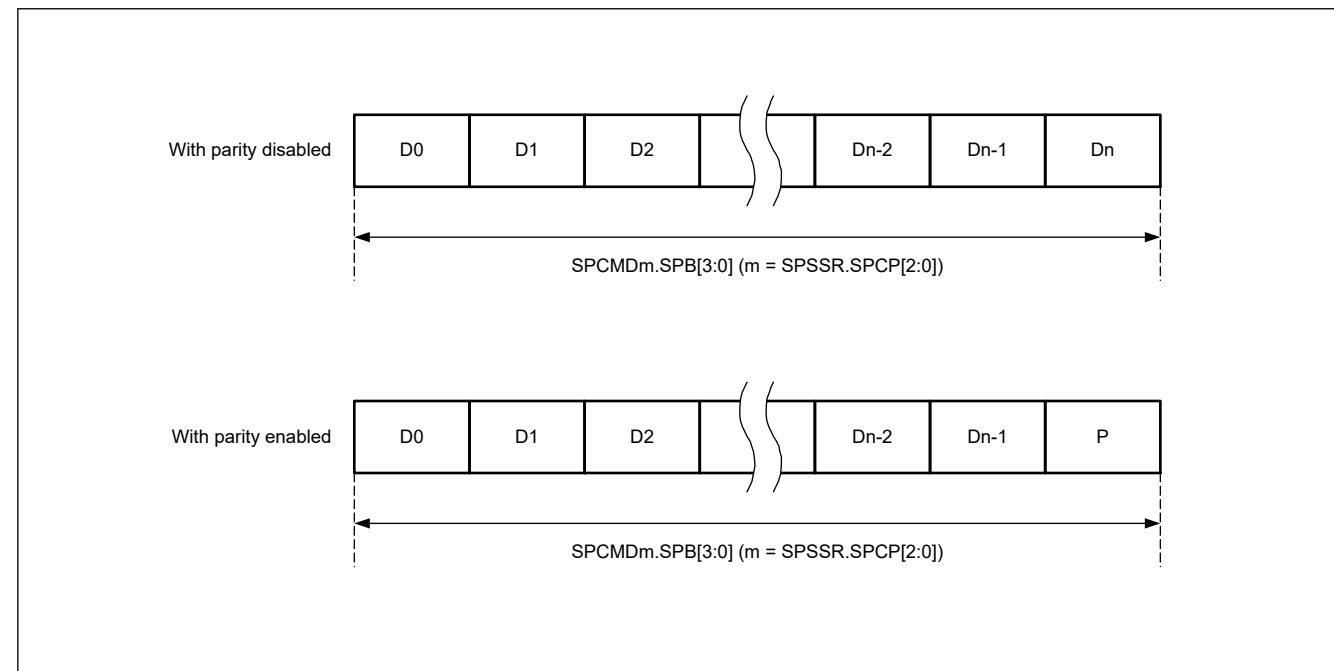 With parity disabled D0 D1 D2 Dn-2 Dn-1 Dn
SPCMDm.SPB[3:0] (m = SPSSR.SPCP[2:0])
With parity enabled D0 D1 D2 Dn-2 Dn-1 P
SPCMDm.SPB[3:0] (m = SPSSR.SPCP[2:0])